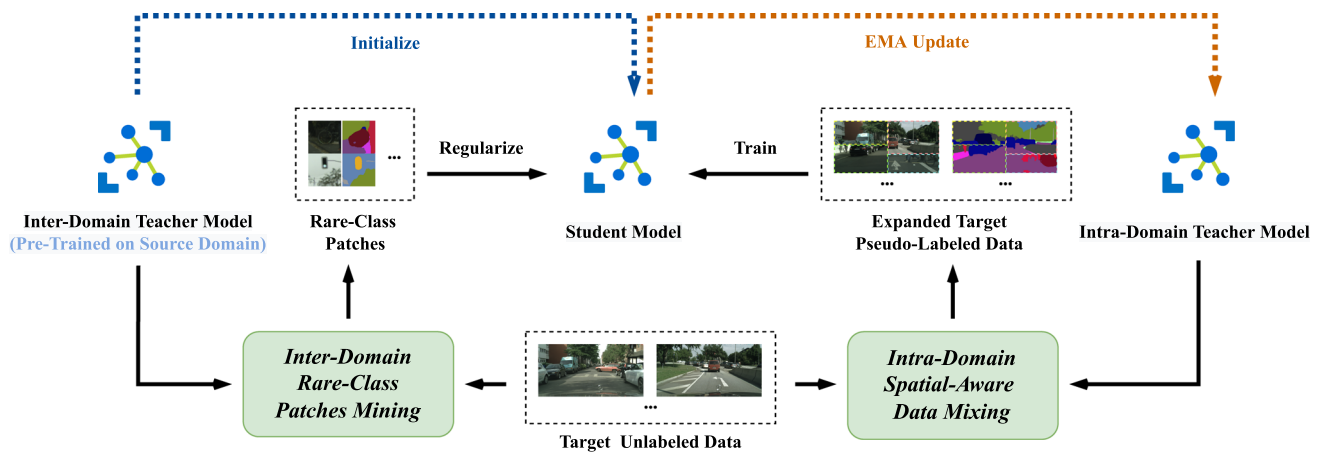 Initialize
EMA Update
Regularize
Train
...
...
...
Inter-Domain Teacher Model
(Pre-Trained on Source Domain)
Rare-Class
Patches
Student Model
Expanded Target
Pseudo-Labeled Data
Intra-Domain Teacher Model
Inter-Domain
Rare-Class
Patches Mining
...
Intra-Domain
Spatial-Aware
Data Mixing
Target Unlabeled Data